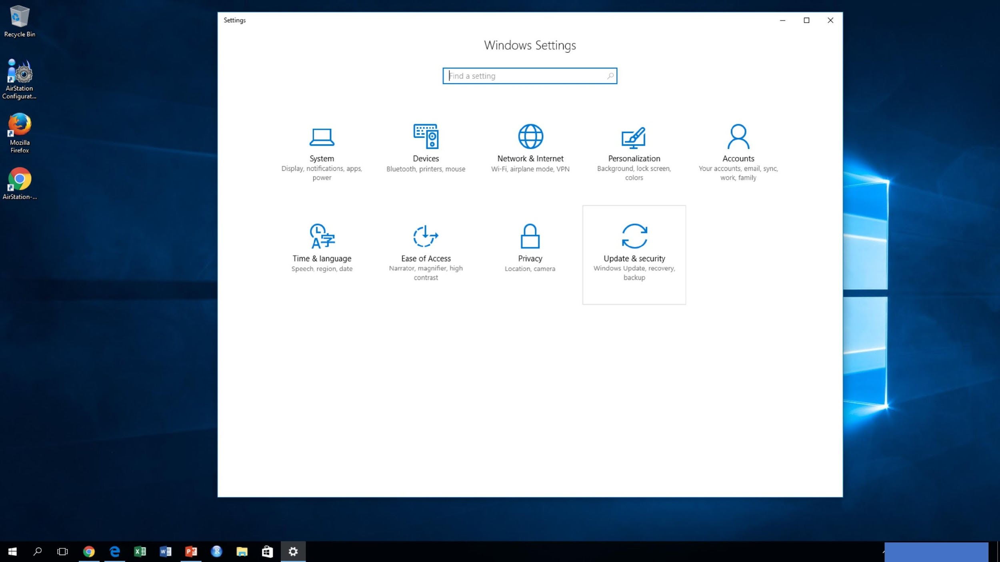 Recycle Bin
AirStation
Configurat...
Mozilla
Firefox
AirStation-...
Settings
Windows Settings
Find a setting
System
Display, notifications, apps,
power
Devices
Bluetooth, printers, mouse
Network & Internet
Wi-Fi, airplane mode, VPN
Personalization
Background, lock screen,
colors
Accounts
Your accounts, email, sync,
work, family
Time & language
Speech, region, date
Ease of Access
Narrator, magnifier, high
contrast
Privacy
Location, camera
Update & security
Windows Update, recovery,
backup